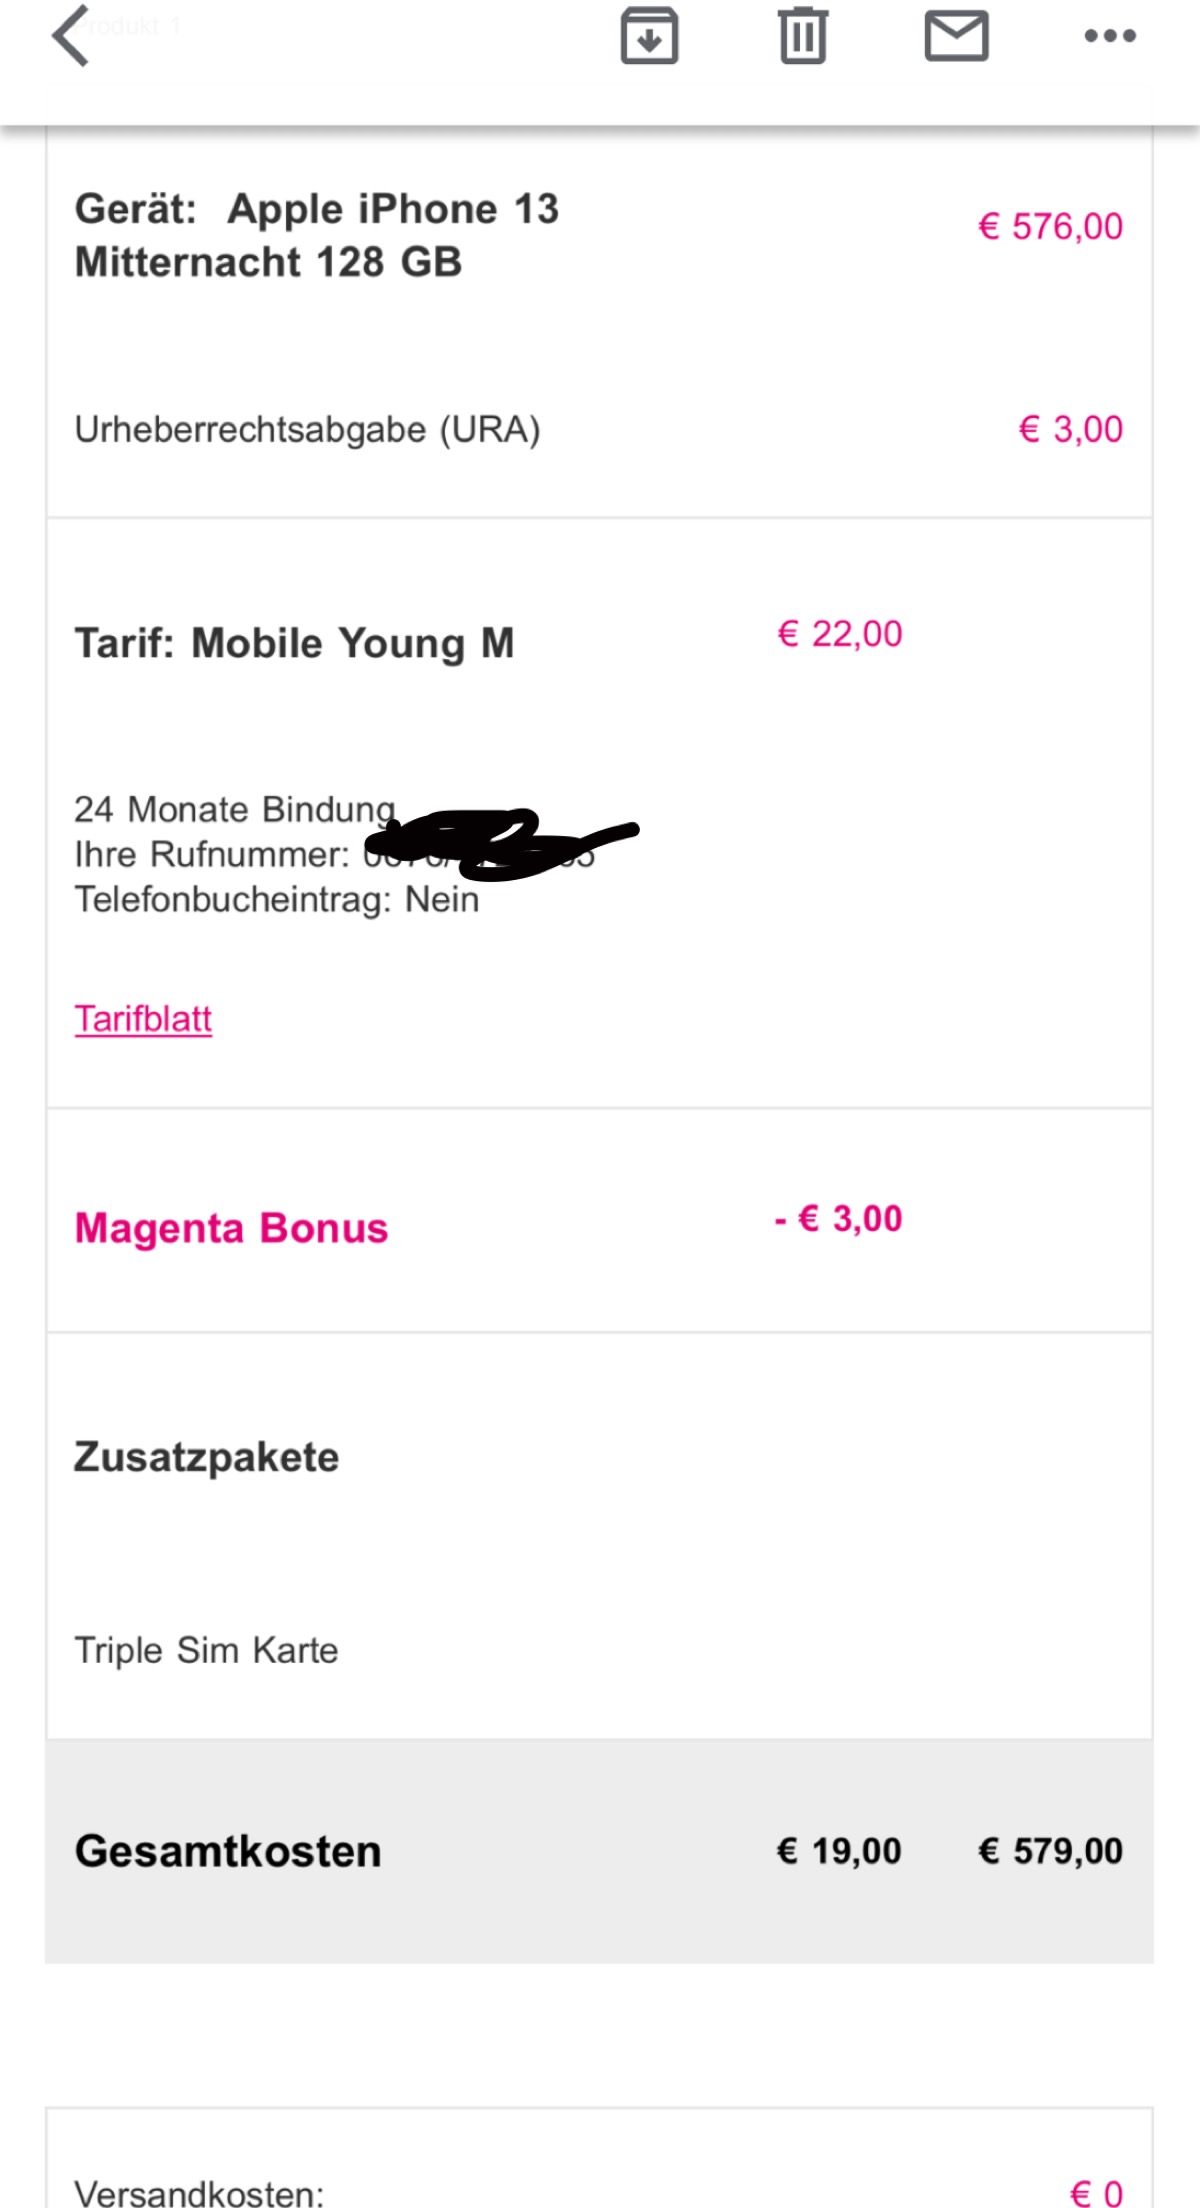 Produkt 1
Gerät: Apple iPhone 13
Mitternacht 128 GB
€ 576,00
Urheberrechtsabgabe (URA)
€ 3,00
Tarif: Mobile Young M
€ 22,00
24 Monate Bindung
Ihre Rufnummer:
Telefonbucheintrag: Nein
Tarifblatt
Magenta Bonus
- € 3,00
Zusatzpakete
Triple Sim Karte
Gesamtkosten
€ 19,00
€ 579,00
Versandkosten:
€ 0